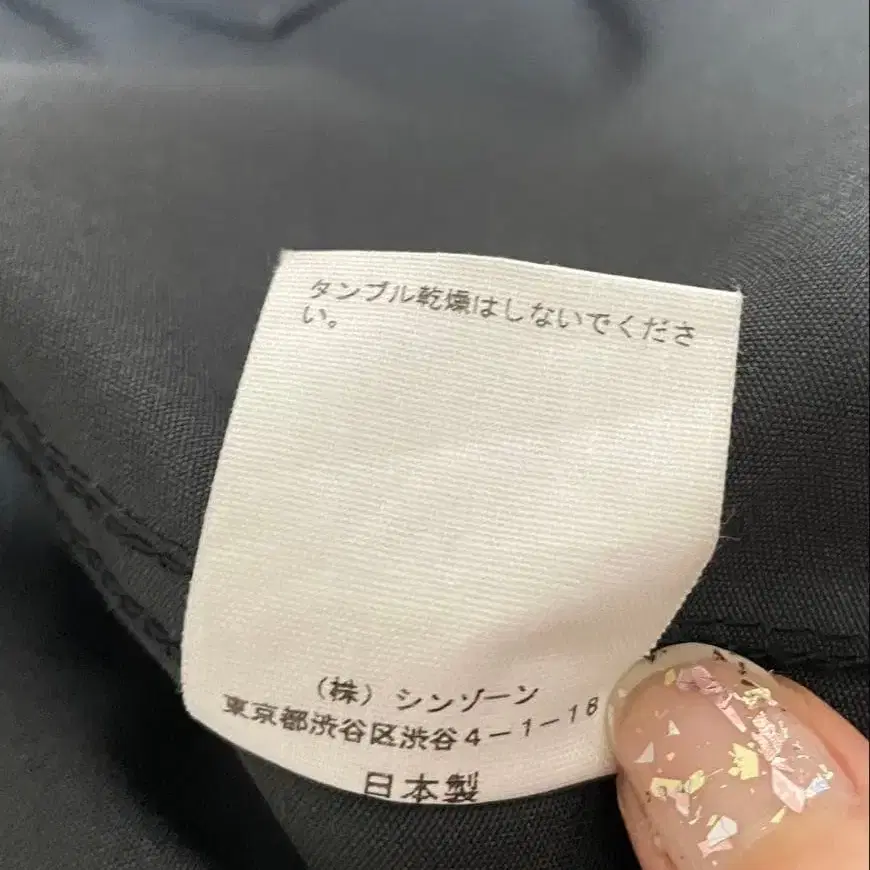 タンブル乾燥はしないでくださ
い。
（株）シンゾーン
東京都渋谷区渋谷4-1-18
日本製